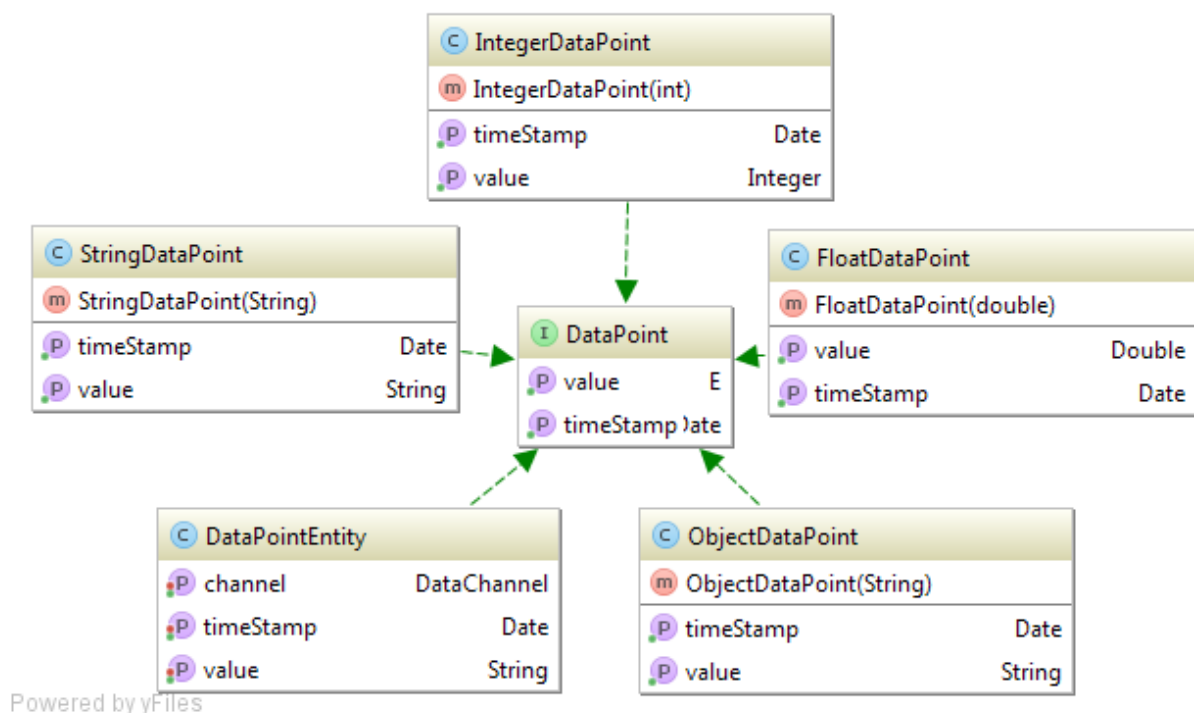 C IntegerDataPoint
m IntegerDataPoint(int)
P timeStamp Date
P value Integer
C StringDataPoint
m StringDataPoint(String)
P timeStamp Date
P value String
I DataPoint
P value E
P timeStamp Date
C FloatDataPoint
m FloatDataPoint(double)
P value Double
P timeStamp Date
C DataPointEntity
P channel DataChannel
P timeStamp Date
P value String
C ObjectDataPoint
m ObjectDataPoint(String)
P timeStamp Date
P value String
Powered by yFiles